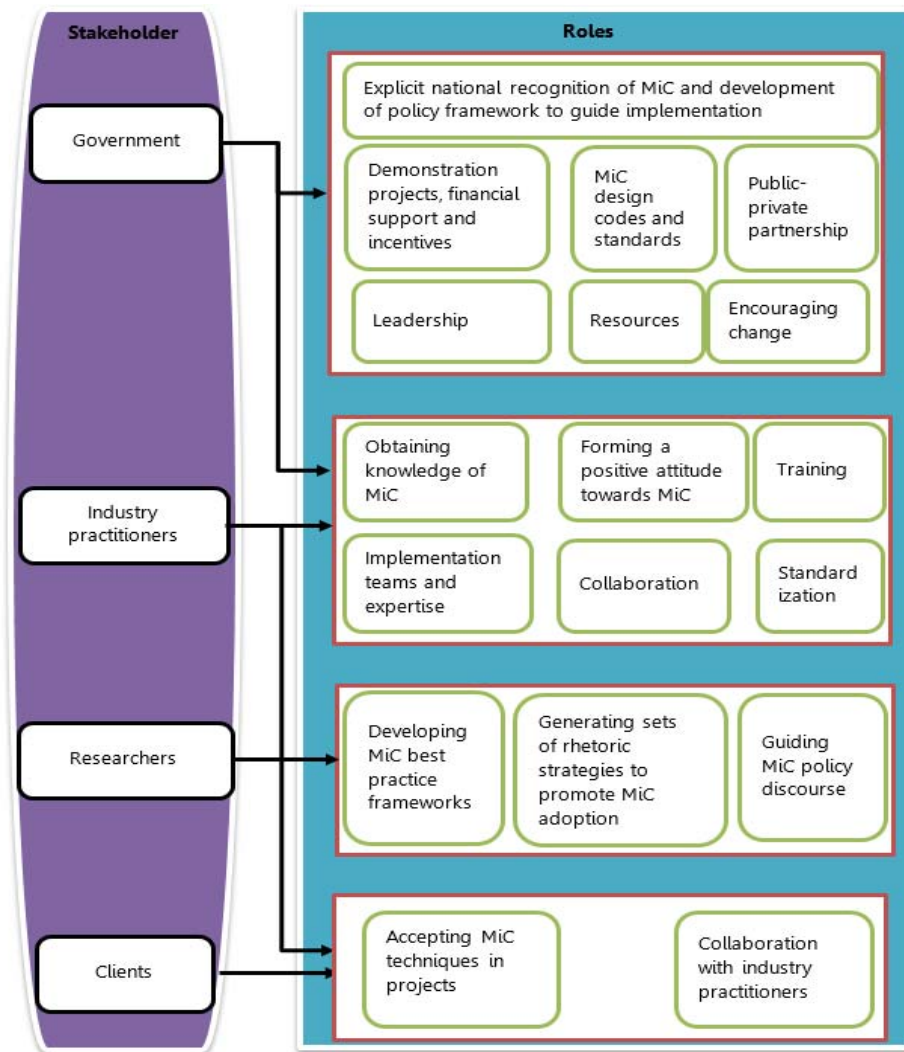 Stakeholder
Roles
Government
Explicit national recognition of MiC and development
of policy framework to guide implementation
Demonstration
projects, financial
support and
incentives
MiC
design
codes and
standards
Public-
private
partnership
Leadership
Resources
Encouraging
change
Industry
practitioners
Obtaining
knowledge of
MiC
Forming a
positive attitude
towards MiC
Training
Implementation
teams and
expertise
Collaboration
Standard
ization
Researchers
Developing
MiC best
practice
frameworks
Generating sets
of rhetoric
strategies to
promote MiC
adoption
Guiding
MiC policy
discourse
Clients
Accepting MiC
techniques in
projects
Collaboration
with industry
practitioners